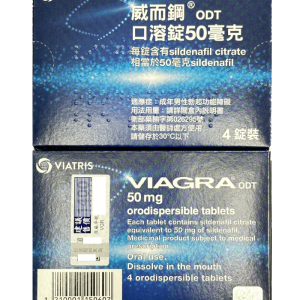 威而鋼® ODT
口溶錠50毫克
每錠含有sildenafil citrate
相當於50毫克sildenafil
適應症：成年男性勃起功能障礙
用法用量：請詳閱盒內說明書
衛部藥輸字第026295號
本藥須由醫師處方使用
請儲存於30°C以下
4 錠裝
VIATRIS
VIAGRA ODT
50 mg
orodispersible tablets
Each tablet contains sildenafil citrate
equivalent to 50 mg of sildenafil.
Medicinal product subject to medical
Oral use.
Dissolve in the mouth
4 orodispersible tablets